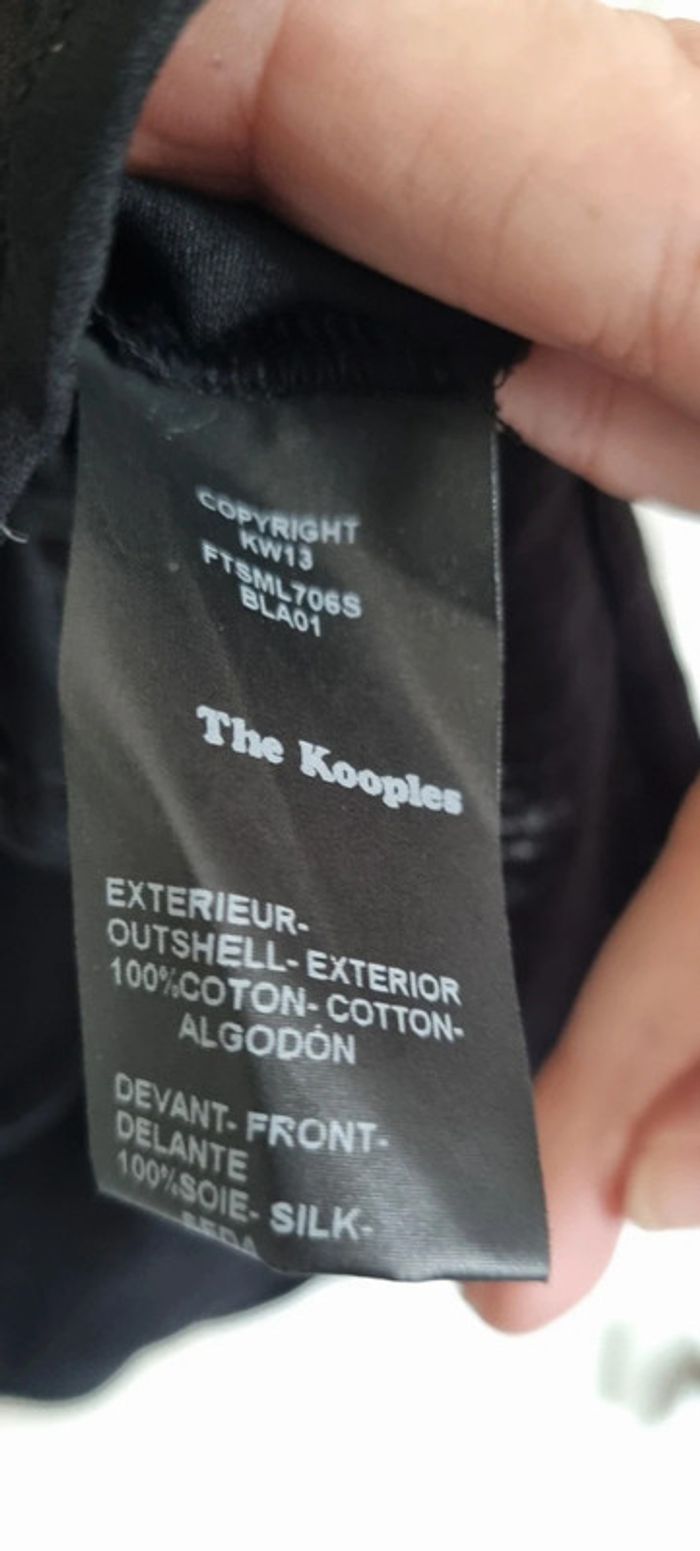 COPYRIGHT
KW13
FTSML706S
BLA01
The Kooples
EXTERIEUR-
OUTSHELL- EXTERIOR
100%COTON- COTTON-
ALGODÓN
DEVANT- FRONT-
DELANTE
100%SOIE- SILK-
SEDA